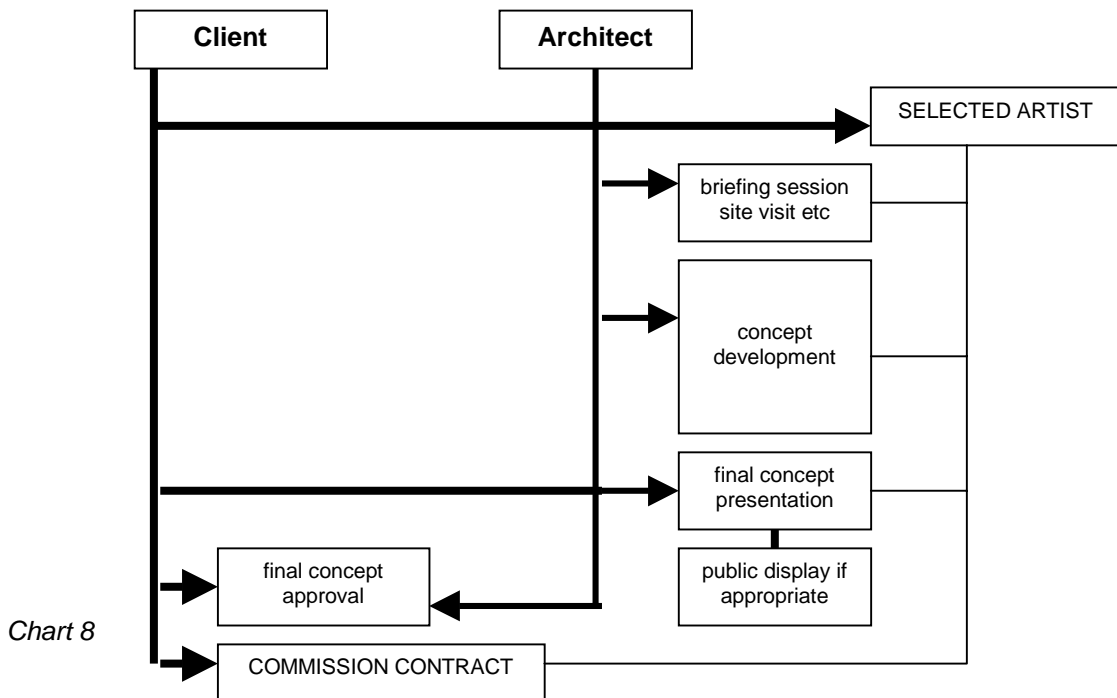 Client
Architect
SELECTED ARTIST
briefing session
site visit etc
concept
development
final concept
presentation
final concept
approval
public display if
appropriate
Chart 8
COMMISSION CONTRACT